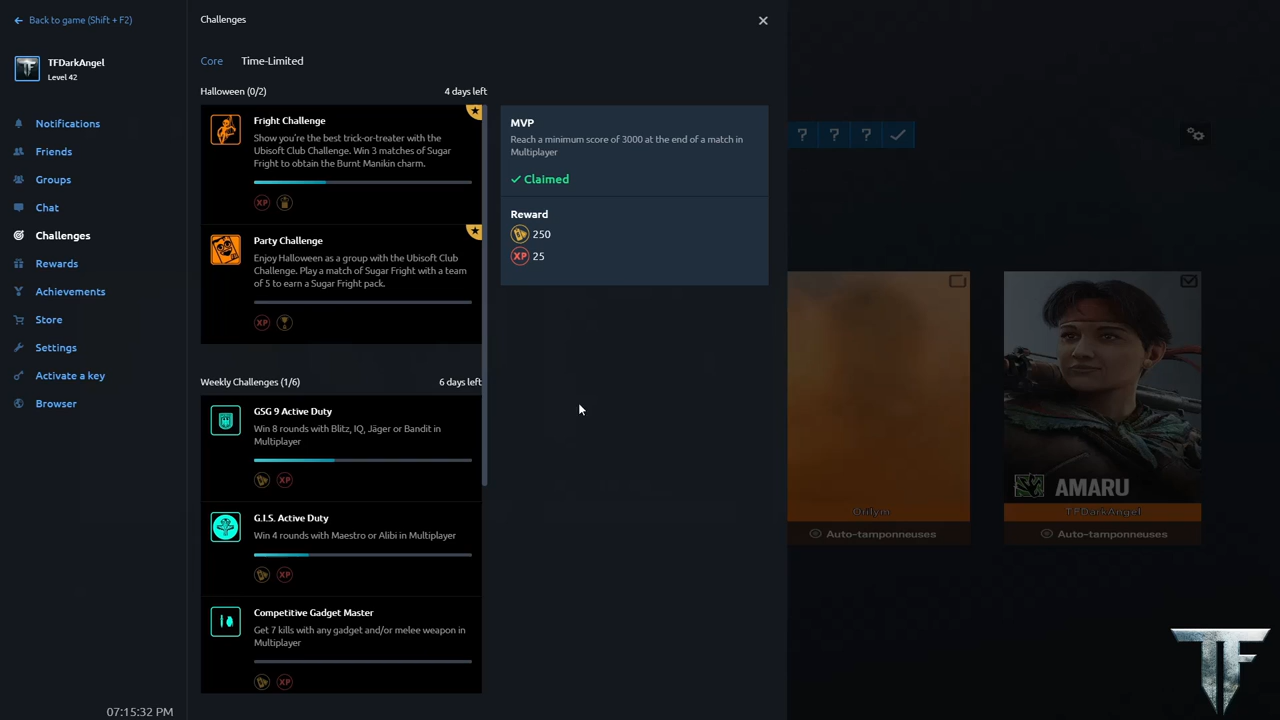 Back to game (Shift + F2)
TFDarkAngel
Level 42
Notifications
Friends
Groups
Chat
Challenges
Rewards
Achievements
Store
Settings
Activate a key
Browser
07:15:32 PM
Challenges
Core
Time-Limited
Halloween (0/2)
4 days left
Fright Challenge
Show you're the best trick-or-treater with the
Ubisoft Club Challenge. Win 3 matches of Sugar
Fright to obtain the Burnt Manikin charm.
XP
Party Challenge
Enjoy Halloween as a group with the Ubisoft Club
Challenge. Play a match of Sugar Fright with a team
of 5 to earn a Sugar Fright pack.
XP
Weekly Challenges (1/6)
6 days left
GSG 9 Active Duty
Win 8 rounds with Blitz, IQ, Jäger or Bandit in
Multiplayer
XP
G.I.S. Active Duty
Win 4 rounds with Maestro or Alibi in Multiplayer
XP
Competitive Gadget Master
Get 7 kills with any gadget and/or melee weapon in
Multiplayer
XP
MVP
Reach a minimum score of 3000 at the end of a match in
Multiplayer
Claimed
Reward
250
XP 25
? ? ?
Orilym
Auto-tamponneuses
AMARU
TFDarkAngel
Auto-tamponneuses
TF